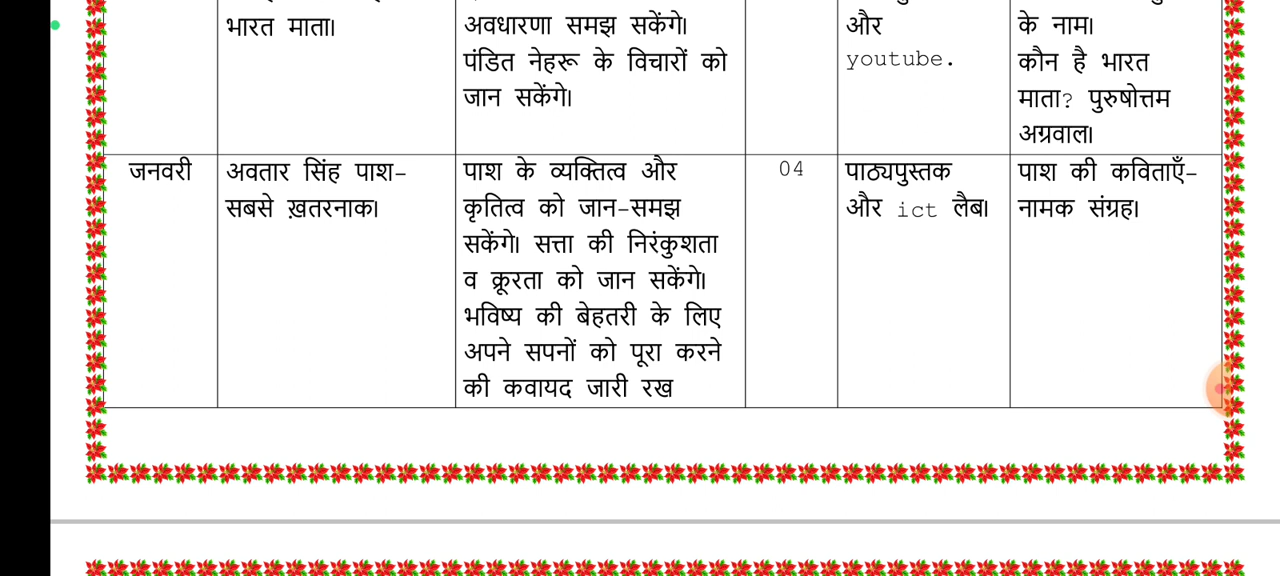 भारत माता।
अवधारणा समझ सकेंगे।
पंडित नेहरू के विचारों को
जान सकेंगे।
और
youtube.
के नाम।
कौन है भारत
माता? पुरुषोत्तम
अग्रवाल।
जनवरी
अवतार सिंह पाश-
सबसे ख़तरनाक।
पाश के व्यक्तित्व और
कृतित्व को जान-समझ
सकेंगे। सत्ता की निरंकुशता
व क्रूरता को जान सकेंगे।
भविष्य की बेहतरी के लिए
अपने सपनों को पूरा करने
की कवायद जारी रख
04
पाठ्यपुस्तक
और ict लैब।
पाश की कविताएँ-
नामक संग्रह।